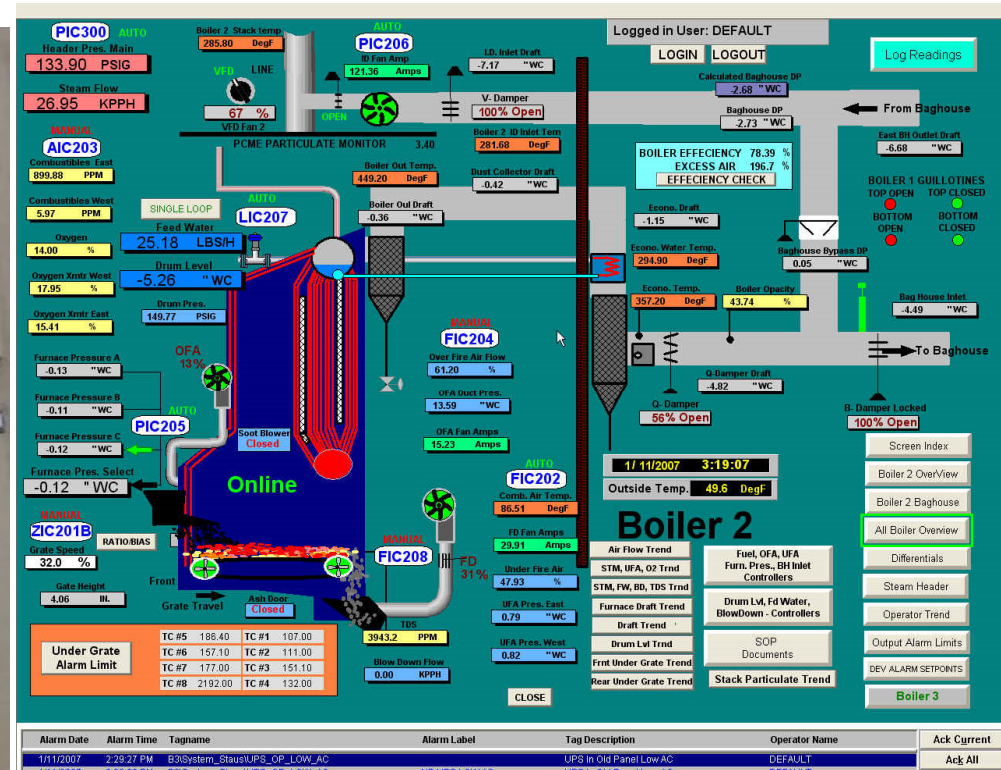 PIC300 AUTO
Header Pres. Main
133.90 PSIG
Steam Flow
26.95 KPPH
MANUAL
AIC203
Combustibles East
899.88 PPM
Combustibles West
5.97 PPM
Oxygen
14.00 %
Oxygen Xmtr West
17.95 %
Oxygen Xmtr East
15.41 %
Furnace Pressure A
-0.13 "WC
Furnace Pressure B
-0.11 "WC
Furnace Pressure C
-0.12 "WC
Furnace Pres. Select
-0.12 "WC
MANUAL
ZIC201B
RATIO/BIAS
Grate Speed
32.0 %
Gate Height
4.06 IN.
Boiler 2 Stack temp
285.80 DegF
VFD LINE
67 %
VFD Fan 2
AUTO
PIC206
ID Fan Amp
121.36 Amps
OPEN
I.D. Inlet Draft
-7.17 "WC
V- Damper
100% Open
PCME PARTICULATE MONITOR 3.40
Boiler 2 ID Inlet Tem
281.68 DegF
Boiler Out Temp.
449.20 DegF
Dust Collector Draft
-0.42 "WC
Boiler Out Draft
-0.36 "WC
SINGLE LOOP
AUTO
LIC207
Feed Water
25.18 LBS/H
Drum Level
-5.26 "WC
Drum Pres.
149.77 PSIG
OFA
13%
AUTO
PIC205
Soot Blower
Closed
Online
Front
Grate Travel
Ash Door
Closed
MANUAL
FIC204
Over Fire Air Flow
61.20 %
OFA Duct Pres.
13.59 "WC
OFA Fan Amps
15.23 Amps
AUTO
FIC202
Comb. Air Temp.
86.51 DegF
FD Fan Amps
29.91 Amps
Under Fire Air
47.93 %
UFA Pres. East
0.79 "WC
UFA Pres. West
0.82 "WC
MANUAL
FIC208
FD
31%
TDS
3943.2 PPM
Blow Down Flow
0.00 KPPH
CLOSE
Under Grate
Alarm Limit
TC #5 186.40 TC #1 107.00
TC #6 157.10 TC #2 111.00
TC #7 177.00 TC #3 151.10
TC #8 2192.00 TC #4 132.00
Logged in User: DEFAULT
LOGIN LOGOUT
Log Readings
Calculated Baghouse DP
-2.68 "WC
Baghouse DP
-2.73 "WC
From Baghouse
East BH Outlet Draft
-6.68 "WC
BOILER EFFECIENCY 78.39 %
EXCESS AIR 196.7 %
EFFECIENCY CHECK
BOILER 1 GUILLOTINES
TOP OPEN TOP CLOSED
BOTTOM OPEN BOTTOM CLOSED
Econo. Draft
-1.15 "WC
Econo. Water Temp.
294.90 DegF
Baghouse Bypass DP
0.05 "WC
Econo. Temp.
357.20 DegF
Boiler Opacity
43.74 %
Bag House Inlet
-4.49 "WC
To Baghouse
Q-Damper Draft
-4.82 "WC
Q- Damper
56% Open
B- Damper Locked
100% Open
1/ 11/2007 3:19:07
Outside Temp. 49.6 DegF
Boiler 2
Air Flow Trend
STM, UFA, O2 Trnd
STM, FW, BD, TDS Trnd
Furnace Draft Trend
Draft Trend
Drum Lvl Trnd
Frnt Under Grate Trend
Rear Under Grate Trend
Fuel, OFA, UFA
Furn. Pres., BH Inlet
Controllers
Drum Lvl, Fd Water,
BlowDown - Controllers
SOP
Documents
Stack Particulate Trend
Screen Index
Boiler 2 OverView
Boiler 2 Baghouse
All Boiler Overview
Differentials
Steam Header
Operator Trend
Output Alarm Limits
DEV ALARM SETPOINTS
Boiler 3
Alarm Date Alarm Time Tagname Alarm Label Tag Description Operator Name
1/11/2007 2:29:27 PM B3\System_Staus\UPS_OP_LOW_AC UPS In Old Panel Low AC DEFAULT
Ack Current
Ack All